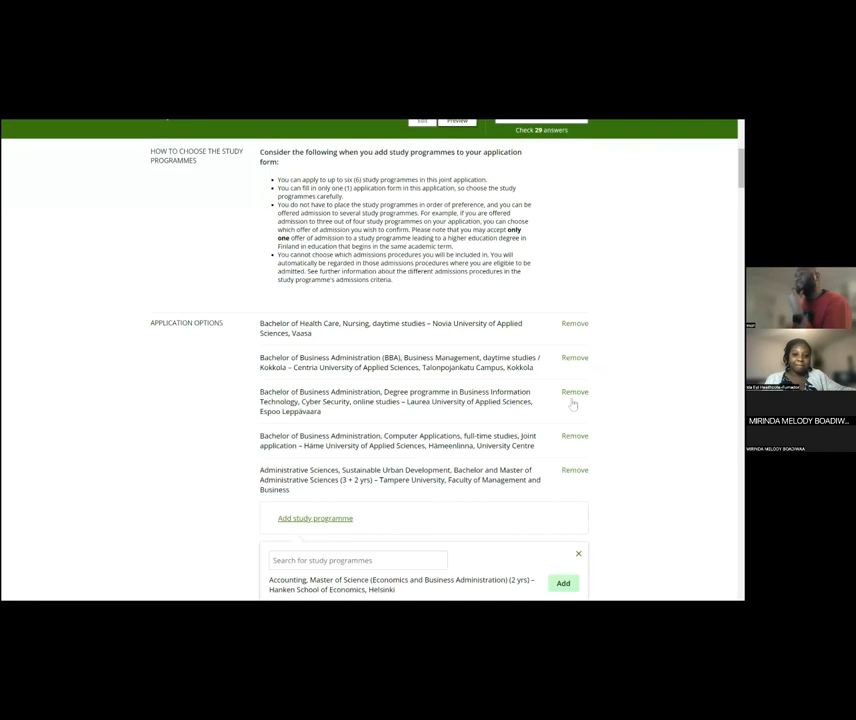 Edit
Preview
Check 29 answers
HOW TO CHOOSE THE STUDY
PROGRAMMES
Consider the following when you add study programmes to your application
form:
• You can apply to up to six (6) study programmes in this joint application.
• You can fill in only one (1) application form in this application, so choose the study
programmes carefully.
• You do not have to place the study programmes in order of preference, and you can be
offered admission to several study programmes. For example, if you are offered
admission to three out of four study programmes on your application, you can choose
which offer of admission you wish to confirm. Please note that you may accept only
one offer of admission to a study programme leading to a higher education degree in
Finland in education that begins in the same academic term.
• You cannot choose which admissions procedures you will be included in. You will
automatically be regarded in those admissions procedures where you are eligible to be
admitted. See further information about the different admissions procedures in the
study programme's admissions criteria.
APPLICATION OPTIONS
Bachelor of Health Care, Nursing, daytime studies – Novia University of Applied
Sciences, Vaasa
Remove
Bachelor of Business Administration (BBA), Business Management, daytime studies /
Kokkola – Centria University of Applied Sciences, Talonpojankatu Campus, Kokkola
Remove
Bachelor of Business Administration, Degree programme in Business Information
Technology, Cyber Security, online studies – Laurea University of Applied Sciences,
Espoo Leppävaara
Remove
Bachelor of Business Administration, Computer Applications, full-time studies, Joint
application – Häme University of Applied Sciences, Hämeenlinna, University Centre
Remove
Administrative Sciences, Sustainable Urban Development, Bachelor and Master of
Administrative Sciences (3 + 2 yrs) – Tampere University, Faculty of Management and
Business
Remove
Add study programme
Search for study programmes
Accounting, Master of Science (Economics and Business Administration) (2 yrs) –
Hanken School of Economics, Helsinki
Add
MIRINDA MELODY BOADIW...
MIRINDA MELODY BOADIWAA